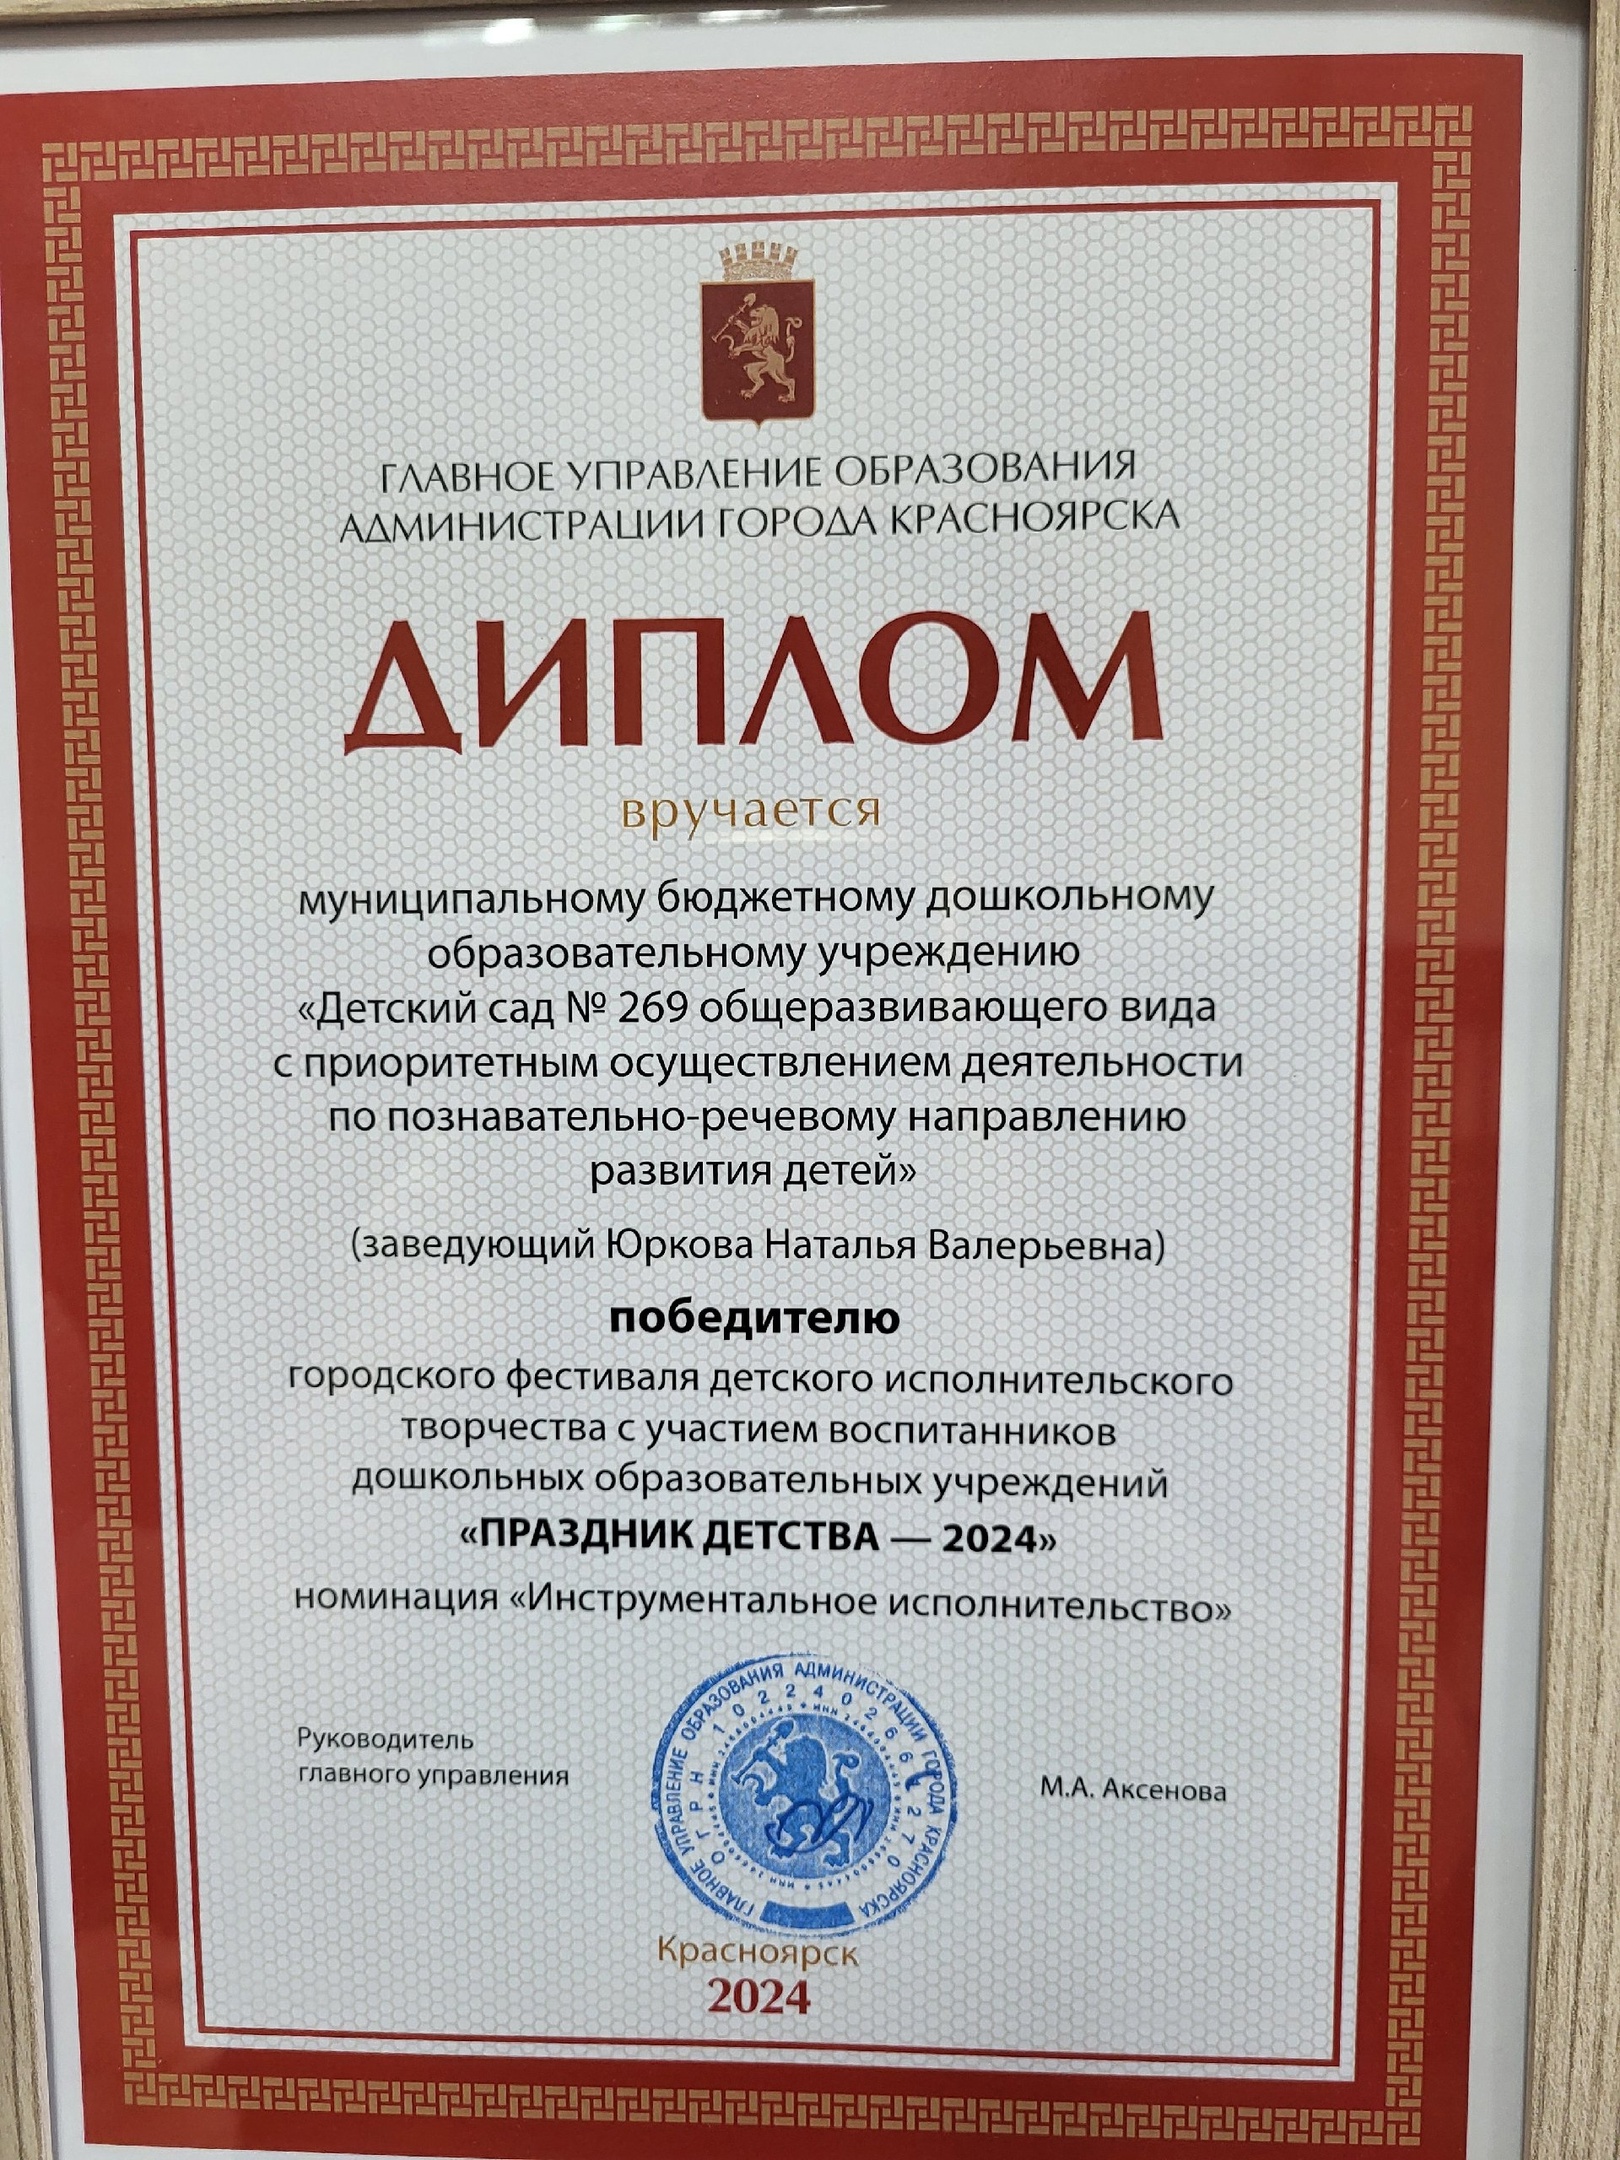 ГЛАВНОЕ УПРАВЛЕНИЕ ОБРАЗОВАНИЯ
АДМИНИСТРАЦИИ ГОРОДА КРАСНОЯРСКА
ДИПЛОМ
вручается
муниципальному бюджетному дошкольному
образовательному учреждению
«Детский сад № 269 общеразвивающего вида
с приоритетным осуществлением деятельности
по познавательно-речевому направлению
развития детей»
(заведующий Юркова Наталья Валерьевна)
победителю
городского фестиваля детского исполнительского
творчества с участием воспитанников
дошкольных образовательных учреждений
«ПРАЗДНИК ДЕТСТВА — 2024»
номинация «Инструментальное исполнительство»
Руководитель
главного управления
ГЛАВНОЕ УПРАВЛЕНИЕ ОБРАЗОВАНИЯ АДМИНИСТРАЦИИ ГОРОДА КРАСНОЯРСКА
ОГРН
М.А. Аксенова
Красноярск
2024